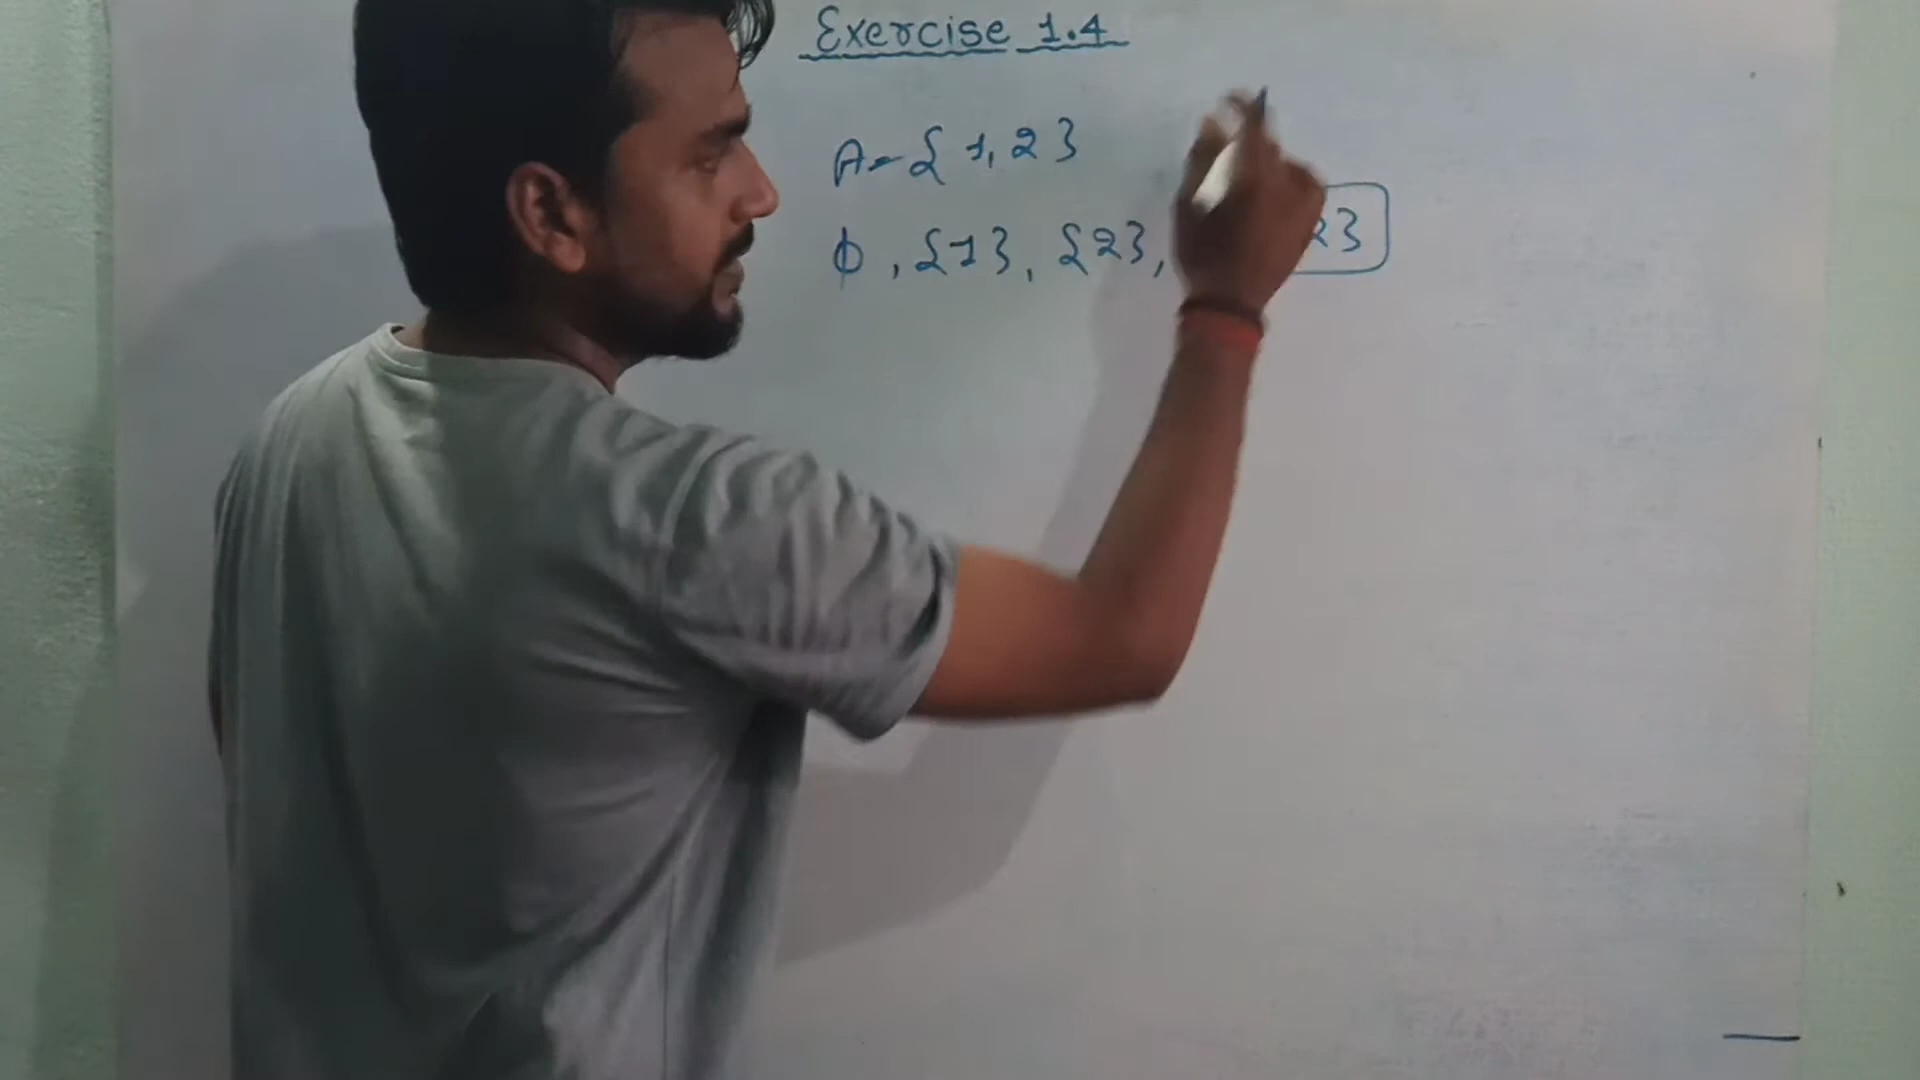 Exercise 1.4
A = { 1, 2 }
ϕ , { 1 } , { 2 } , 2 }